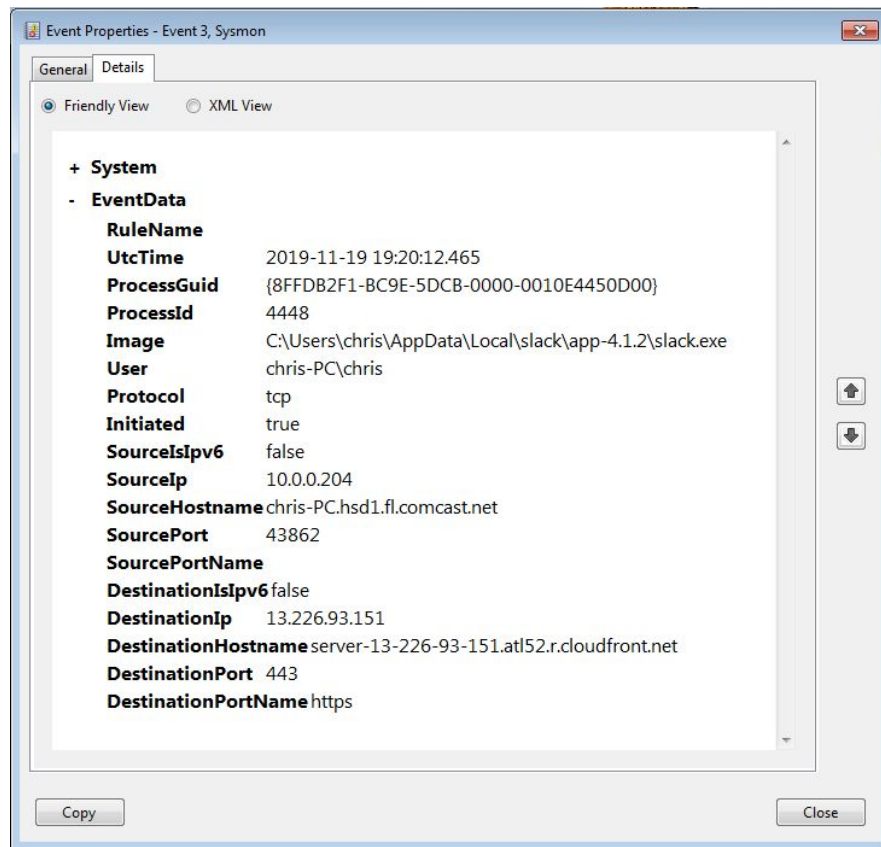 Event Properties - Event 3, Sysmon
General Details
Friendly View XML View
+ System
- EventData
RuleName
UtcTime 2019-11-19 19:20:12.465
ProcessGuid {8FFDB2F1-BC9E-5DCB-0000-0010E4450D00}
ProcessId 4448
Image C:\Users\chris\AppData\Local\slack\app-4.1.2\slack.exe
User chris-PC\chris
Protocol tcp
Initiated true
SourceIsIpv6 false
SourceIp 10.0.0.204
SourceHostname chris-PC.hsd1.fl.comcast.net
SourcePort 43862
SourcePortName
DestinationIsIpv6 false
DestinationIp 13.226.93.151
DestinationHostname server-13-226-93-151.atl52.r.cloudfront.net
DestinationPort 443
DestinationPortName https
Copy Close